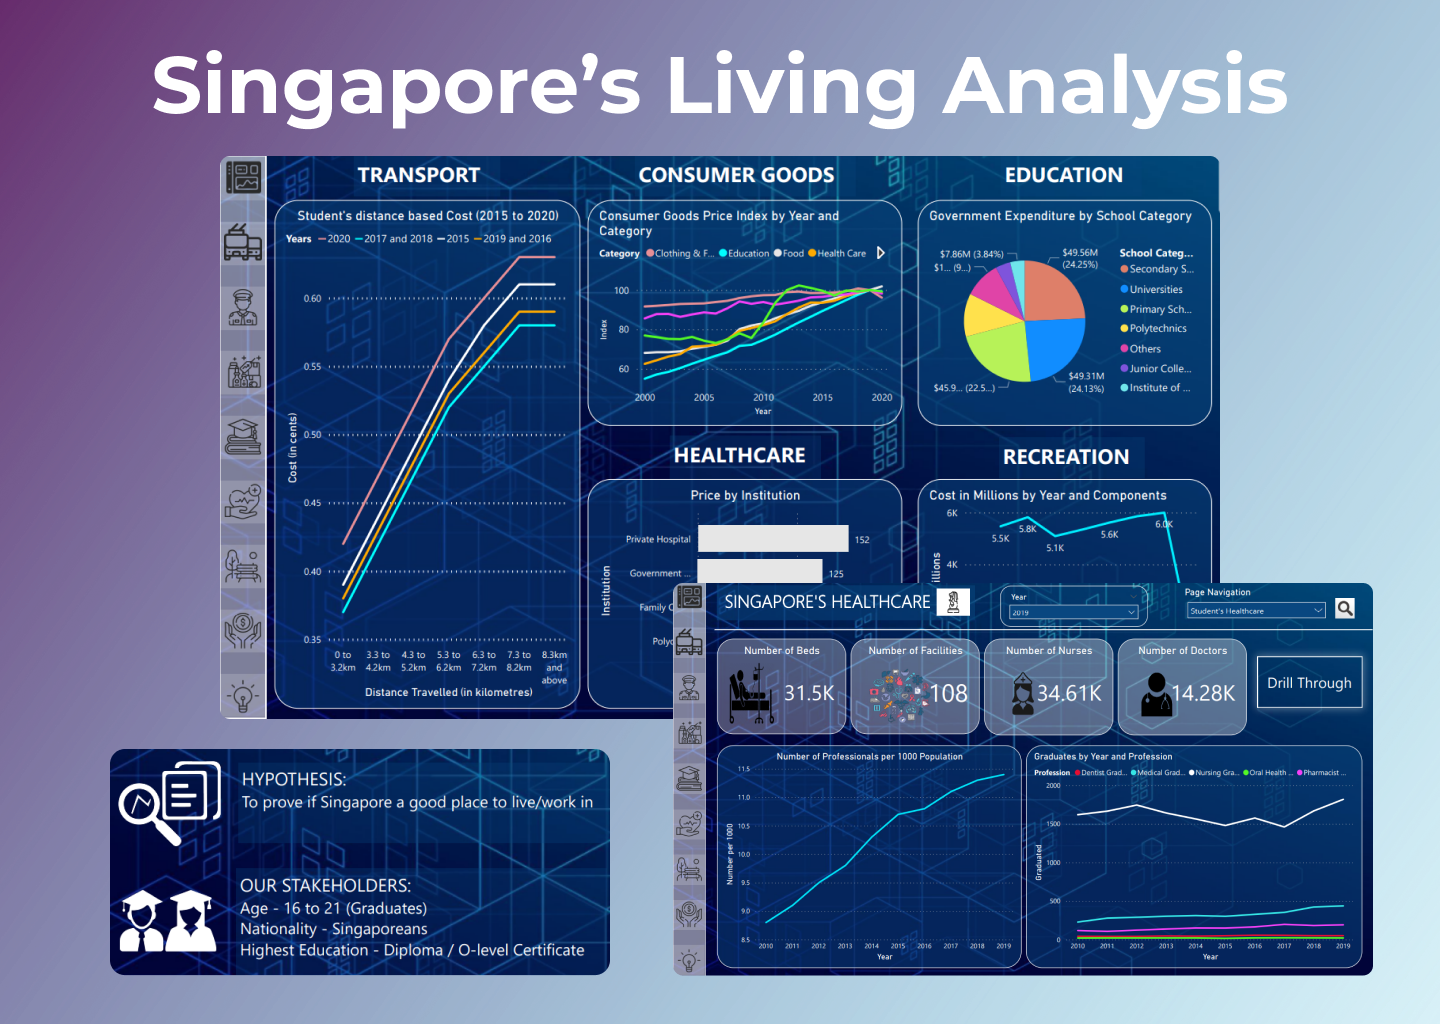 Singapore’s Living Analysis
TRANSPORT
Student's distance based Cost (2015 to 2020)
Years 2020 2017 and 2018 2015 2019 and 2016
Cost (in cents)
0.60
0.55
0.50
0.45
0.40
0.35
0 to 3.3 to 4.3 to 5.3 to 6.3 to 7.3 to 8.3km
3.2km 4.2km 5.2km 6.2km 7.2km 8.2km and
above
Distance Travelled (in kilometres)
CONSUMER GOODS
Consumer Goods Price Index by Year and
Category
Category Clothing & F... Education Food Health Care
Index
100
80
60
2000 2005 2010 2015 2020
Year
EDUCATION
Government Expenditure by School Category
$7.86M (3.84%)
$1... (9...)
$49.56M
(24.25%)
$45.9... (22.5...)
$49.31M
(24.13%)
School Categ...
Secondary S...
Universities
Primary Sch...
Polytechnics
Others
Junior Colle...
Institute of ...
HEALTHCARE
Price by Institution
Institution
Private Hospital 152
Government ... 125
Family C
Polyc
RECREATION
Cost in Millions by Year and Components
illions
6K
4K
5.5K
5.8K
5.1K
5.6K
6.0K
SINGAPORE'S HEALTHCARE
Year
2019
Page Navigation
Student's Healthcare
Number of Beds
31.5K
Number of Facilities
108
Number of Nurses
34.61K
Number of Doctors
14.28K
Drill Through
Number of Professionals per 1000 Population
Number per 1000
11.5
11.0
10.5
10.0
9.5
9.0
8.5
2010 2011 2012 2013 2014 2015 2016 2017 2018 2019
Year
Graduates by Year and Profession
Profession Dentist Grad... Medical Grad... Nursing Gra... Oral Health ... Pharmacist ...
Graduated
2000
1500
1000
500
0
2010 2011 2012 2013 2014 2015 2016 2017 2018 2019
Year
HYPOTHESIS:
To prove if Singapore a good place to live/work in
OUR STAKEHOLDERS:
Age - 16 to 21 (Graduates)
Nationality - Singaporeans
Highest Education - Diploma / O-level Certificate